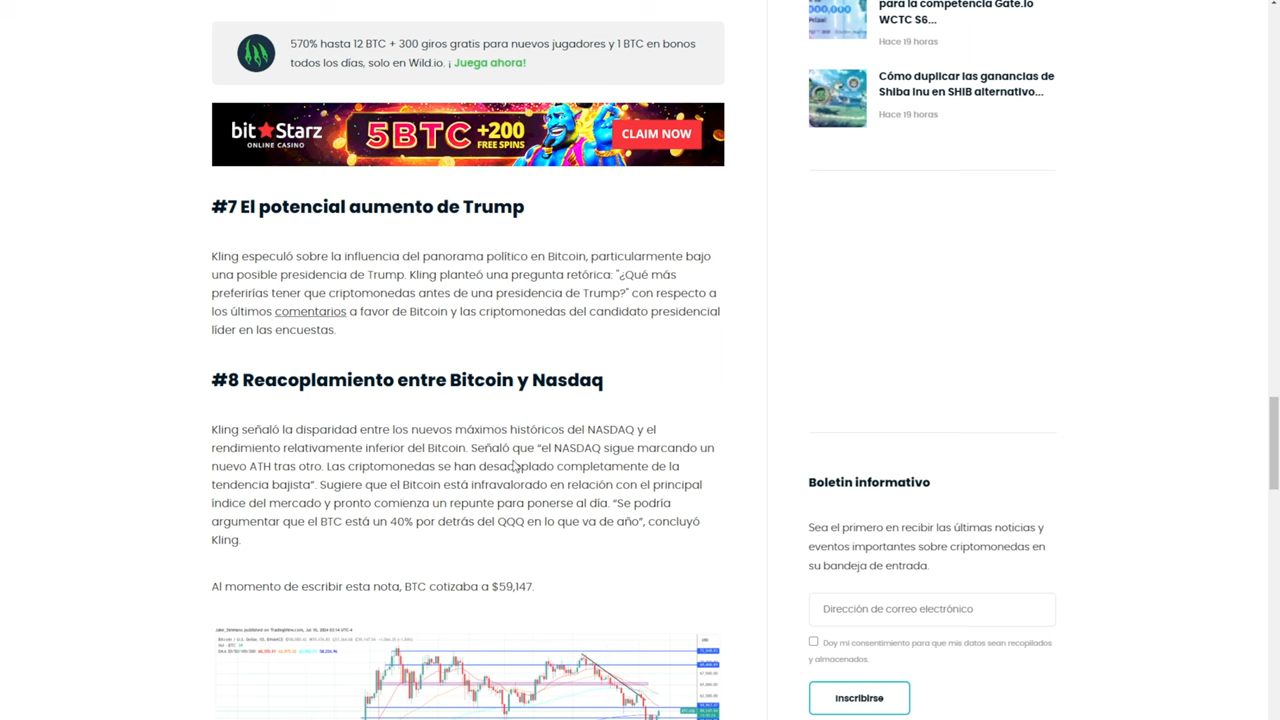 570% hasta 12 BTC + 300 giros gratis para nuevos jugadores y 1 BTC en bonos
todos los días, solo en Wild.io. ¡ Juega ahora!
bitStarz
ONLINE CASINO
5BTC +200
FREE SPINS
CLAIM NOW
#7 El potencial aumento de Trump
Kling especuló sobre la influencia del panorama político en Bitcoin, particularmente bajo
una posible presidencia de Trump. Kling planteó una pregunta retórica: "¿Qué más
preferirías tener que criptomonedas antes de una presidencia de Trump?" con respecto a
los últimos comentarios a favor de Bitcoin y las criptomonedas del candidato presidencial
líder en las encuestas.
#8 Reacoplamiento entre Bitcoin y Nasdaq
Kling señaló la disparidad entre los nuevos máximos históricos del NASDAQ y el
rendimiento relativamente inferior del Bitcoin. Señaló que “el NASDAQ sigue marcando un
nuevo ATH tras otro. Las criptomonedas se han desacoplado completamente de la
tendencia bajista”. Sugiere que el Bitcoin está infravalorado en relación con el principal
índice del mercado y pronto comienza un repunte para ponerse al día. “Se podría
argumentar que el BTC está un 40% por detrás del QQQ en lo que va de año”, concluyó
Kling.
Al momento de escribir esta nota, BTC cotizaba a $59,147.
para la competencia Gate.io
WCTC S6...
Hace 19 horas
Cómo duplicar las ganancias de
Shiba Inu en SHIB alternativo...
Hace 19 horas
Boletin informativo
Sea el primero en recibir las últimas noticias y
eventos importantes sobre criptomonedas en
su bandeja de entrada.
Dirección de correo electrónico
Doy mi consentimiento para que mis datos sean recopilados
y almacenados.
Inscribirse